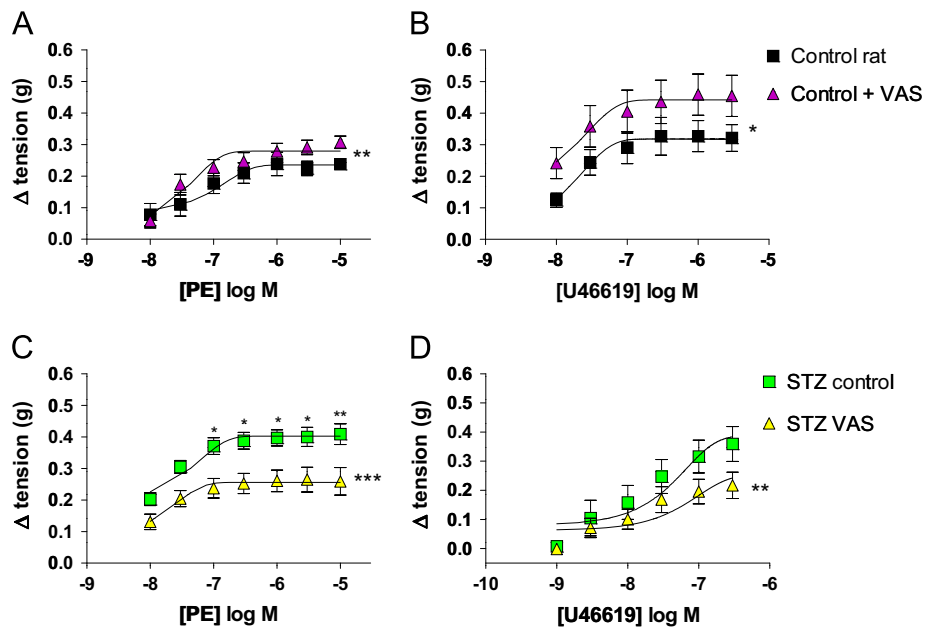 A
0.6
0.5
0.4
0.3
0.2
0.1
0.0
Δ tension (g)
**
-9 -8 -7 -6 -5
[PE] log M
B
0.6
0.5
0.4
0.3
0.2
0.1
0.0
Δ tension (g)
*
-9 -8 -7 -6 -5
[U46619] log M
Control rat
Control + VAS
C
0.6
0.5
0.4
0.3
0.2
0.1
0.0
Δ tension (g)
* * * * **
***
-9 -8 -7 -6 -5
[PE] log M
D
0.6
0.5
0.4
0.3
0.2
0.1
0.0
Δ tension (g)
**
-10 -9 -8 -7 -6
[U46619] log M
STZ control
STZ VAS